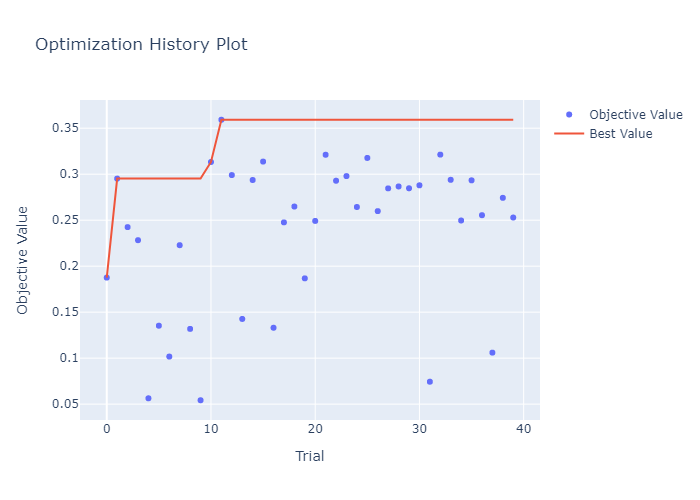 Optimization History Plot
Objective Value
Best Value
0.35
0.3
0.25
0.2
0.15
0.1
0.05
Objective Value
0
10
20
30
40
Trial